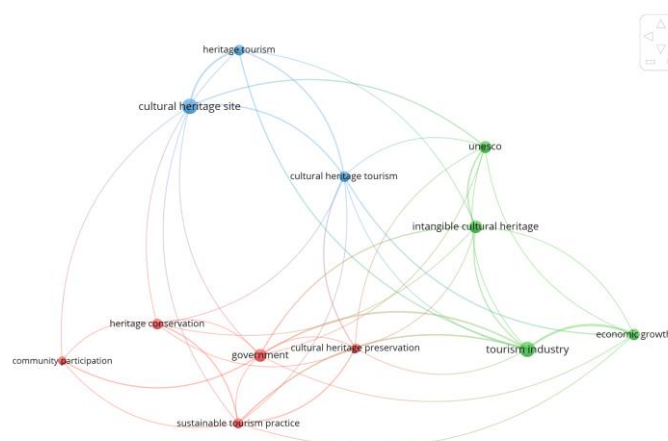 heritage tourism
cultural heritage site
unesco
cultural heritage tourism
intangible cultural heritage
heritage conservation
economic growth
cultural heritage preservation
tourism industry
government
community participation
sustainable tourism practice